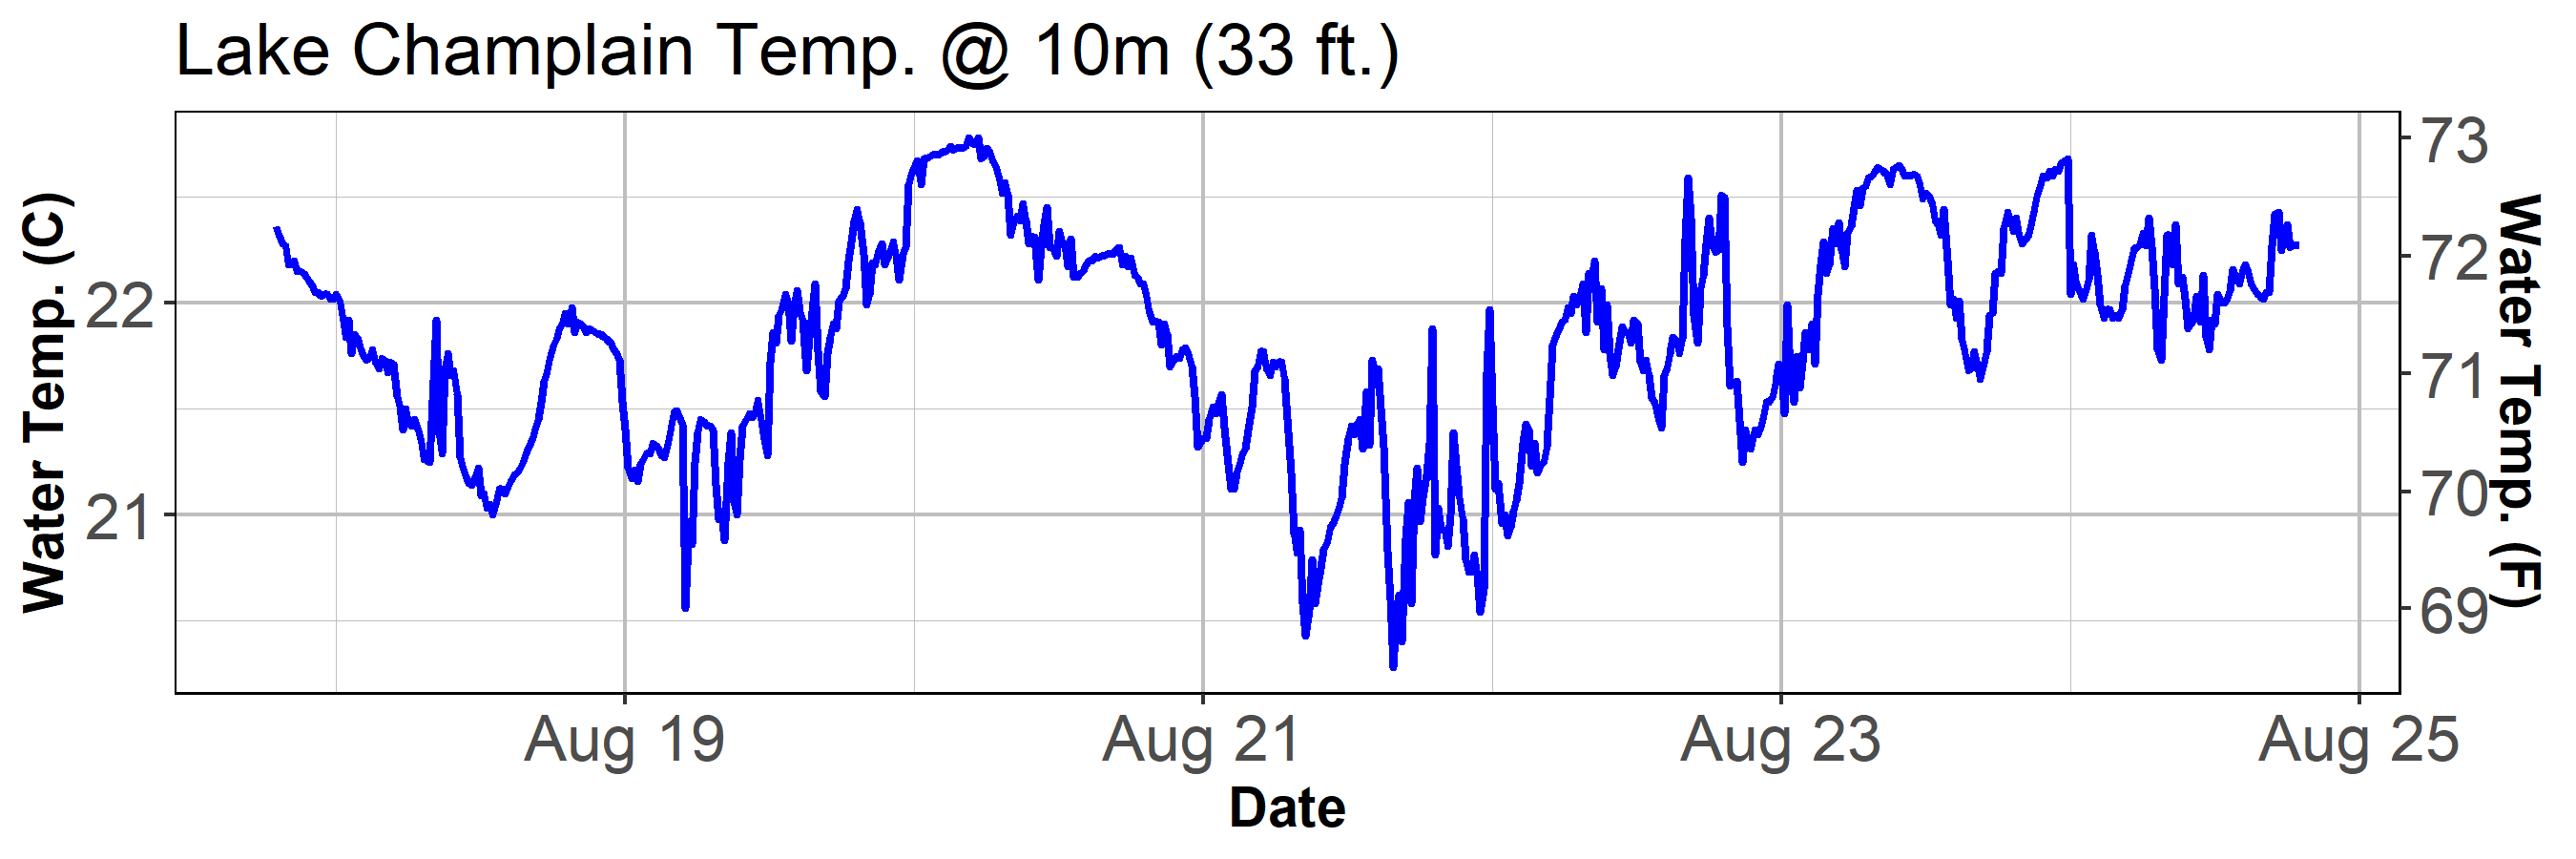 Lake Champlain Temp. @ 10m (33 ft.)
Water Temp. (C)
22
21
73
72
71
70
69
Water Temp. (F)
Aug 19 Aug 21 Aug 23 Aug 25
Date